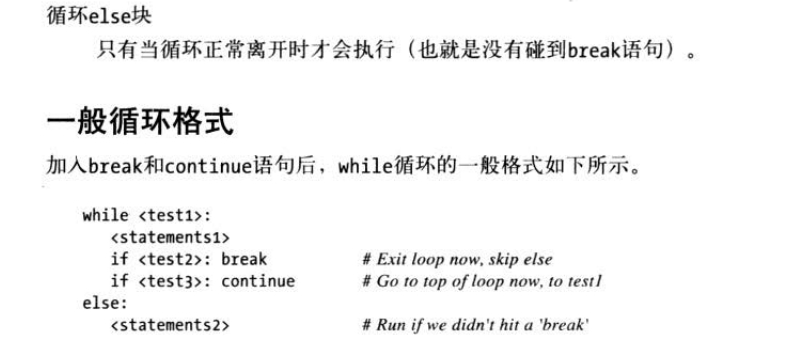 循环else块
只有当循环正常离开时才会执行（也就是没有碰到break语句）。
一般循环格式
加入break和continue语句后，while循环的一般格式如下所示。
while <test1>:
<statements1>
if <test2>: break # Exit loop now, skip else
if <test3>: continue # Go to top of loop now, to test1
else:
<statements2> # Run if we didn't hit a 'break'